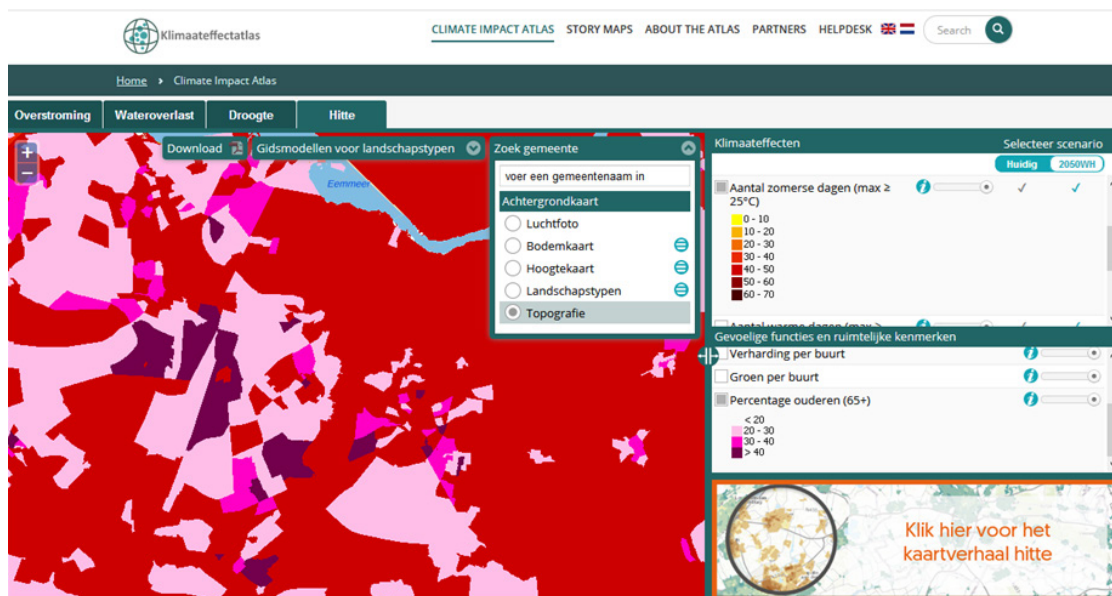 Klimaateffectatlas
CLIMATE IMPACT ATLAS STORY MAPS ABOUT THE ATLAS PARTNERS HELPDESK Search
Home › Climate Impact Atlas
Overstroming Wateroverlast Droogte Hitte
+
−
Download Gidsmodellen voor landschapstypen
Eemmeer
Zoek gemeente
voer een gemeentenaam in
Achtergrondkaart
Luchtfoto
Bodemkaart
Hoogtekaart
Landschapstypen
Topografie
Klimaateffecten Selecteer scenario
Huidig 2050WH
Aantal zomerse dagen (max ≥
25°C)
0 - 10
10 - 20
20 - 30
30 - 40
40 - 50
50 - 60
60 - 70
Aantal warme dagen (max ≥
Gevoelige functies en ruimtelijke kenmerken
Verharding per buurt
Groen per buurt
Percentage ouderen (65+)
< 20
20 - 30
30 - 40
> 40
Klik hier voor het
kaartverhaal hitte